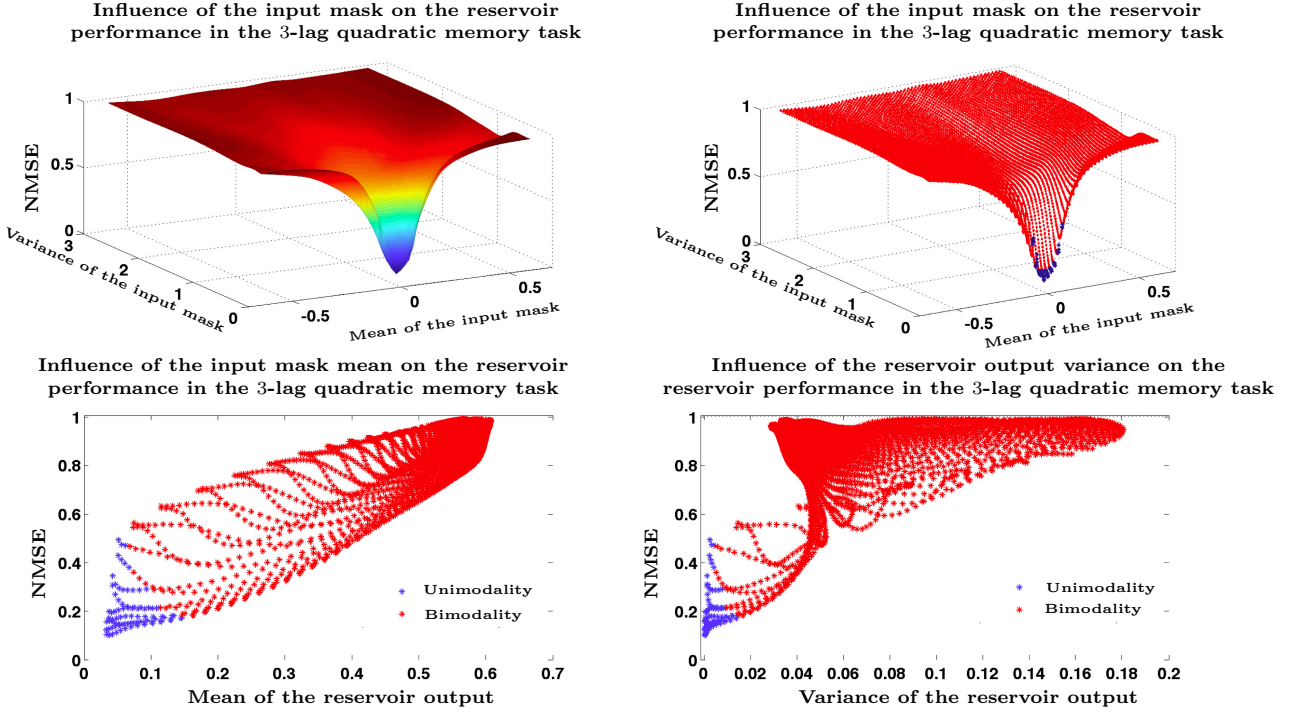 Influence of the input mask on the reservoir
performance in the 3-lag quadratic memory task
1
0.5
0
NMSE
3
2
1
0
Variance of the input mask
-0.5
0
0.5
Mean of the input mask
Influence of the input mask on the reservoir
performance in the 3-lag quadratic memory task
1
0.5
0
NMSE
3
2
1
0
Variance of the input mask
-0.5
0
0.5
Mean of the input mask
Influence of the input mask mean on the reservoir
performance in the 3-lag quadratic memory task
1
0.8
0.6
0.4
0.2
0
NMSE
Unimodality
Bimodality
0 0.1 0.2 0.3 0.4 0.5 0.6 0.7
Mean of the reservoir output
Influence of the reservoir output variance on the
reservoir performance in the 3-lag quadratic memory task
1
0.8
0.6
0.4
0.2
0
NMSE
Unimodality
Bimodality
0 0.02 0.04 0.06 0.08 0.1 0.12 0.14 0.16 0.18 0.2
Variance of the reservoir output